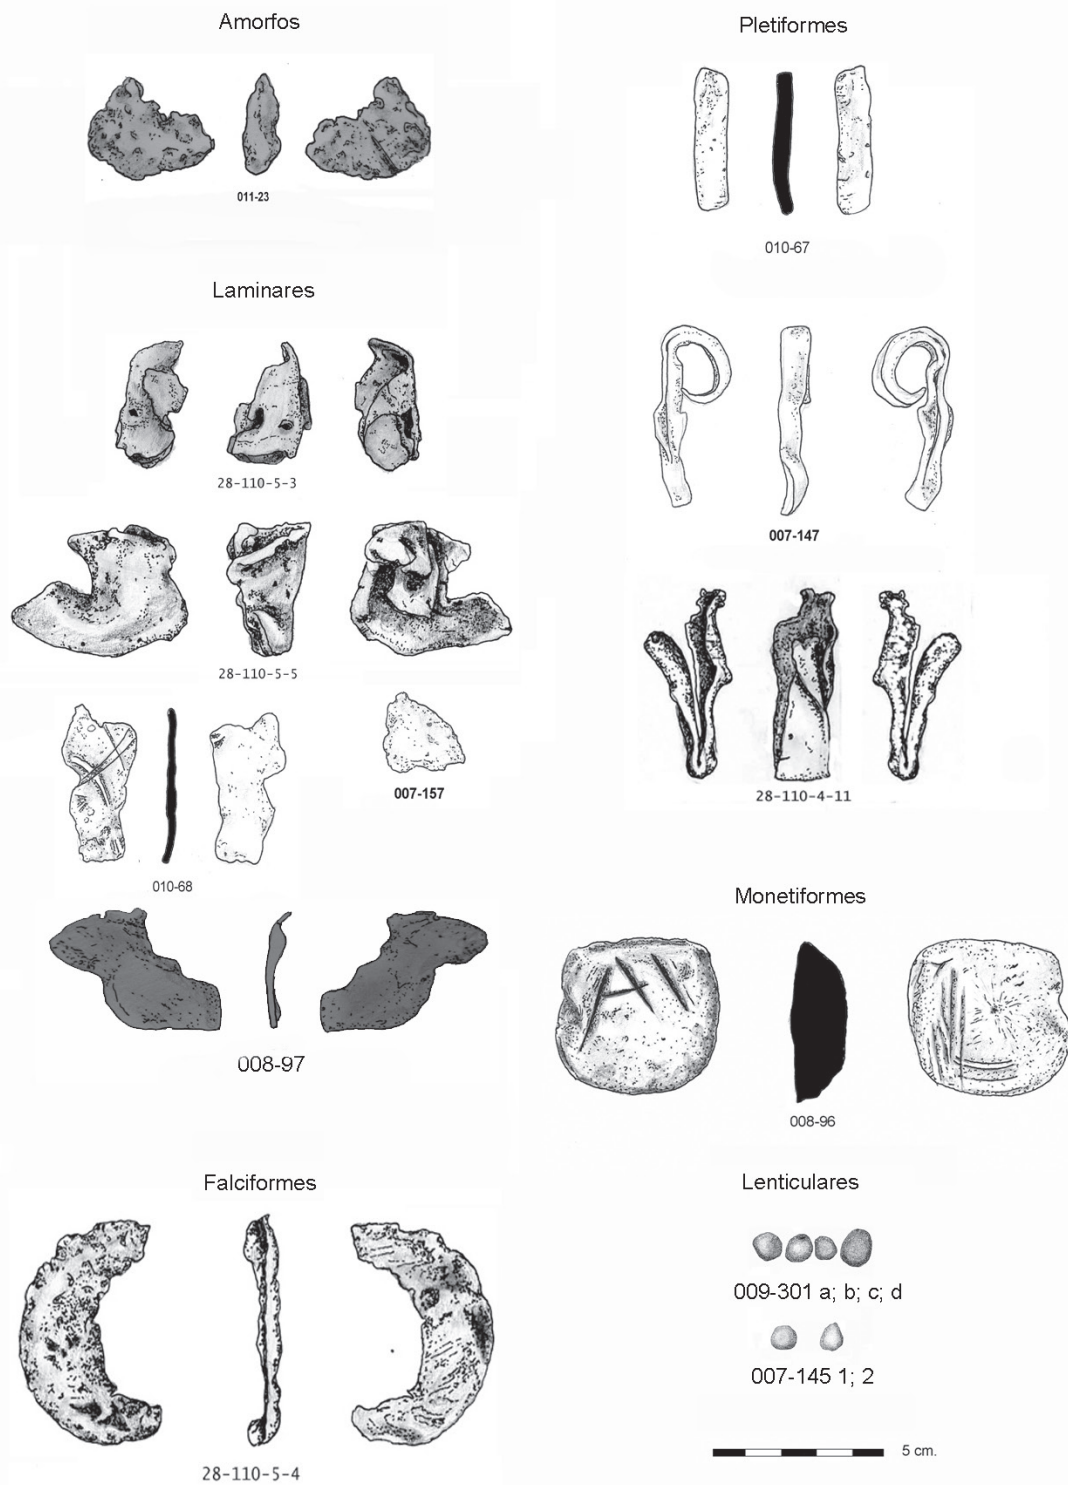 Amorfos
011-23
Laminares
28-110-5-3
28-110-5-5
007-157
010-68
008-97
Falciformes
28-110-5-4
Pletiformes
010-67
007-147
28-110-4-11
Monetiformes
AI
008-96
Lenticulares
009-301 a; b; c; d
007-145 1; 2
5 cm.